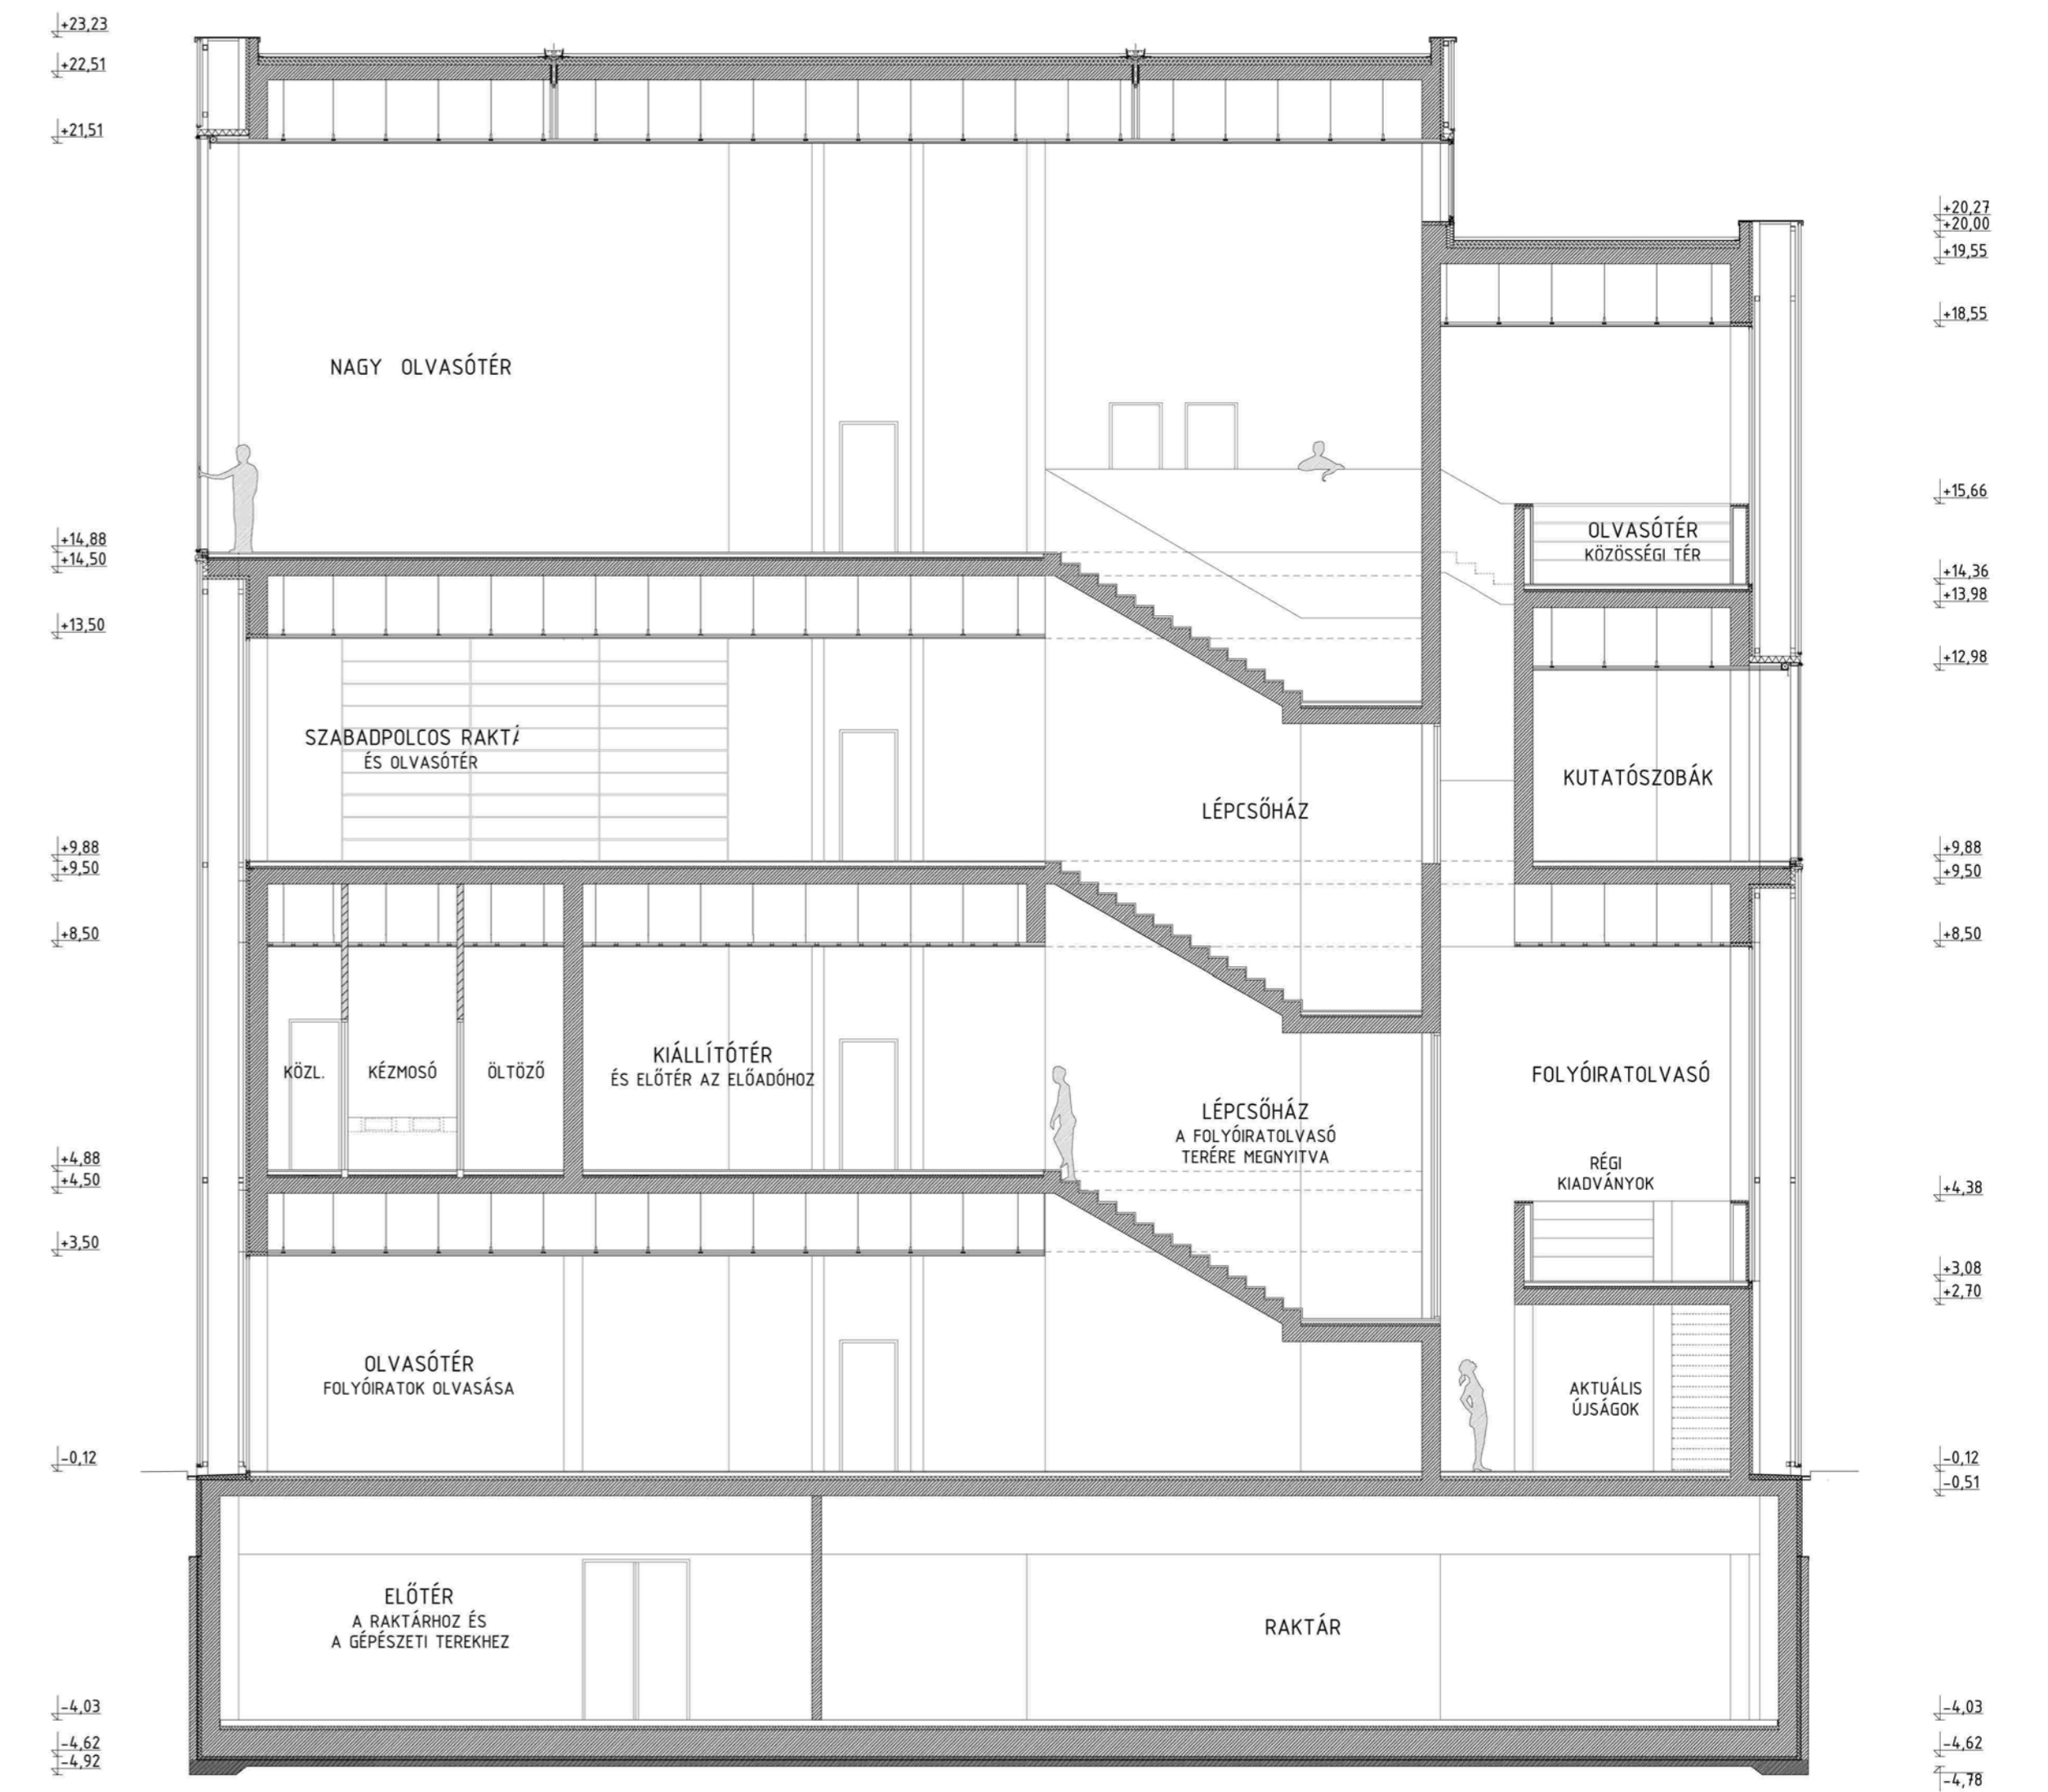 +23,23
+22,51
+21,51
+20,27
+20,00
+19,55
+18,55
NAGY OLVASÓTÉR
+15,66
OLVASÓTÉR
KÖZÖSSÉGI TÉR
+14,88
+14,50
+14,36
+13,98
+13,50
+12,98
SZABADPOLCOS RAKTÁ
ÉS OLVASÓTÉR
KUTATÓSZOBÁK
LÉPCSŐHÁZ
+9,88
+9,50
+9,88
+9,50
+8,50
+8,50
KÖZL.
KÉZMOSÓ
ÖLTÖZŐ
KIÁLLÍTÓTÉR
ÉS ELŐTÉR AZ ELŐADÓHOZ
FOLYÓIRATOLVASÓ
LÉPCSŐHÁZ
A FOLYÓIRATOLVASÓ
TERÉRE MEGNYITVA
RÉGI
KIADVÁNYOK
+4,88
+4,50
+4,38
+3,50
+3,08
+2,70
OLVASÓTÉR
FOLYÓIRATOK OLVASÁSA
AKTUÁLIS
ÚJSÁGOK
-0,12
-0,12
-0,51
ELŐTÉR
A RAKTÁRHOZ ÉS
A GÉPÉSZETI TEREKHEZ
RAKTÁR
-4,03
-4,03
-4,62
-4,92
-4,62
-4,78